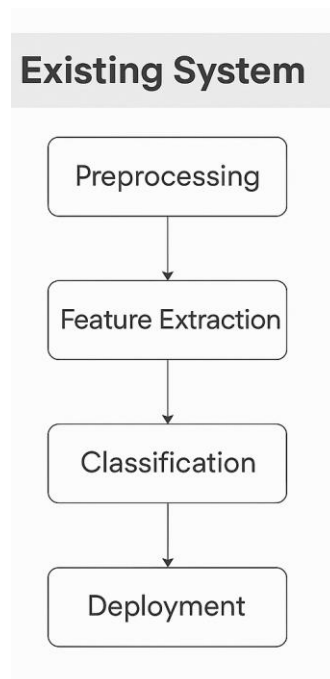 Existing System
Preprocessing
Feature Extraction
Classification
Deployment